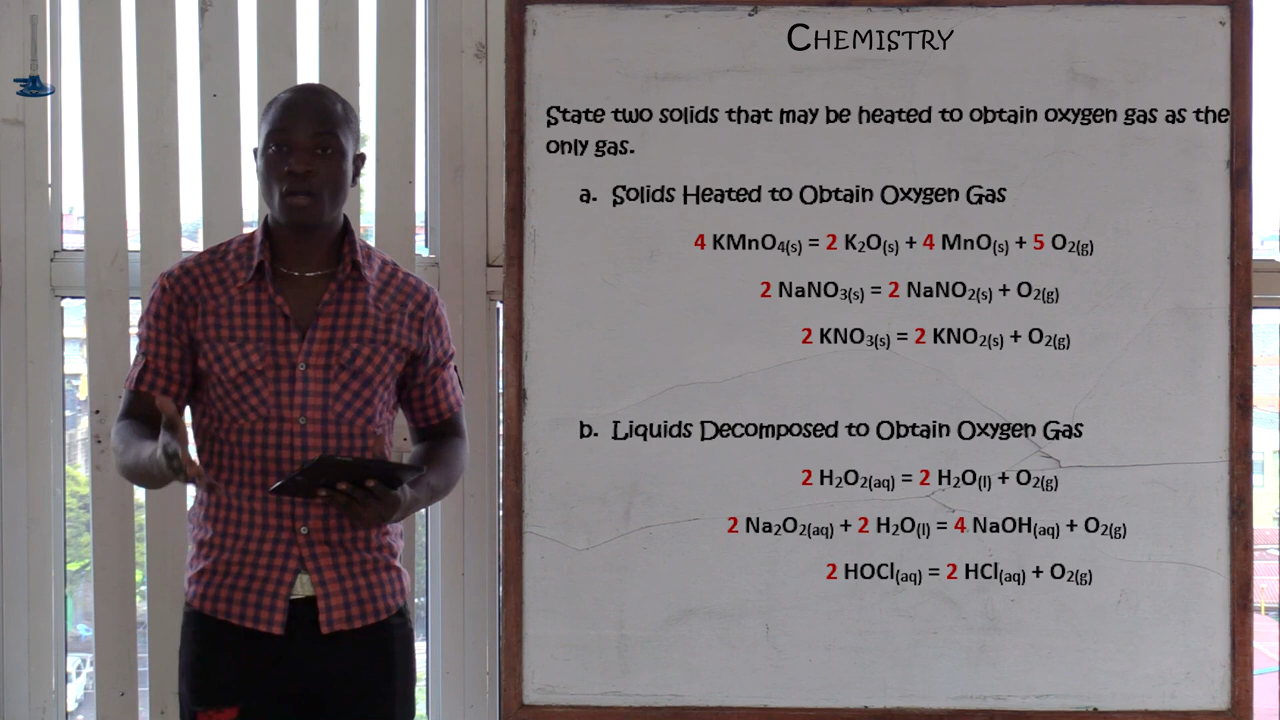 CHEMISTRY
State two solids that may be heated to obtain oxygen gas as the
only gas.
a. Solids Heated to Obtain Oxygen Gas
4 KMnO₄₍ₛ₎ = 2 K₂O₍ₛ₎ + 4 MnO₍ₛ₎ + 5 O₂(g)
2 NaNO₃₍ₛ₎ = 2 NaNO₂₍ₛ₎ + O₂(g)
2 KNO₃₍ₛ₎ = 2 KNO₂₍ₛ₎ + O₂(g)
b. Liquids Decomposed to Obtain Oxygen Gas
2 H₂O₂(aq) = 2 H₂O(l) + O₂(g)
2 Na₂O₂(aq) + 2 H₂O(l) = 4 NaOH(aq) + O₂(g)
2 HOCl(aq) = 2 HCl(aq) + O₂(g)